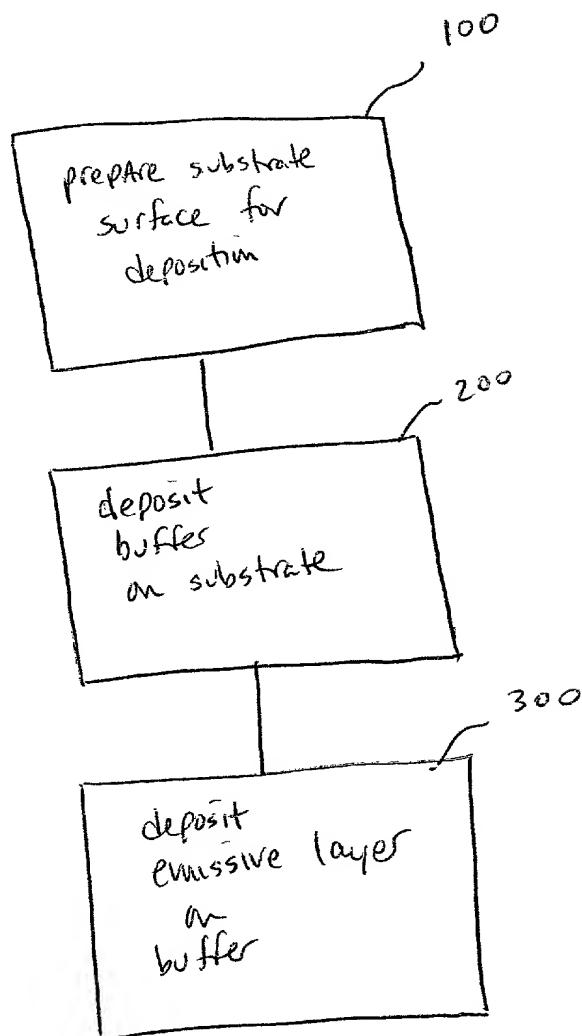 100
prepAre substrate
surface for
deposition
200
deposit
buffer
on substrate
300
deposit
emissive layer
on
buffer